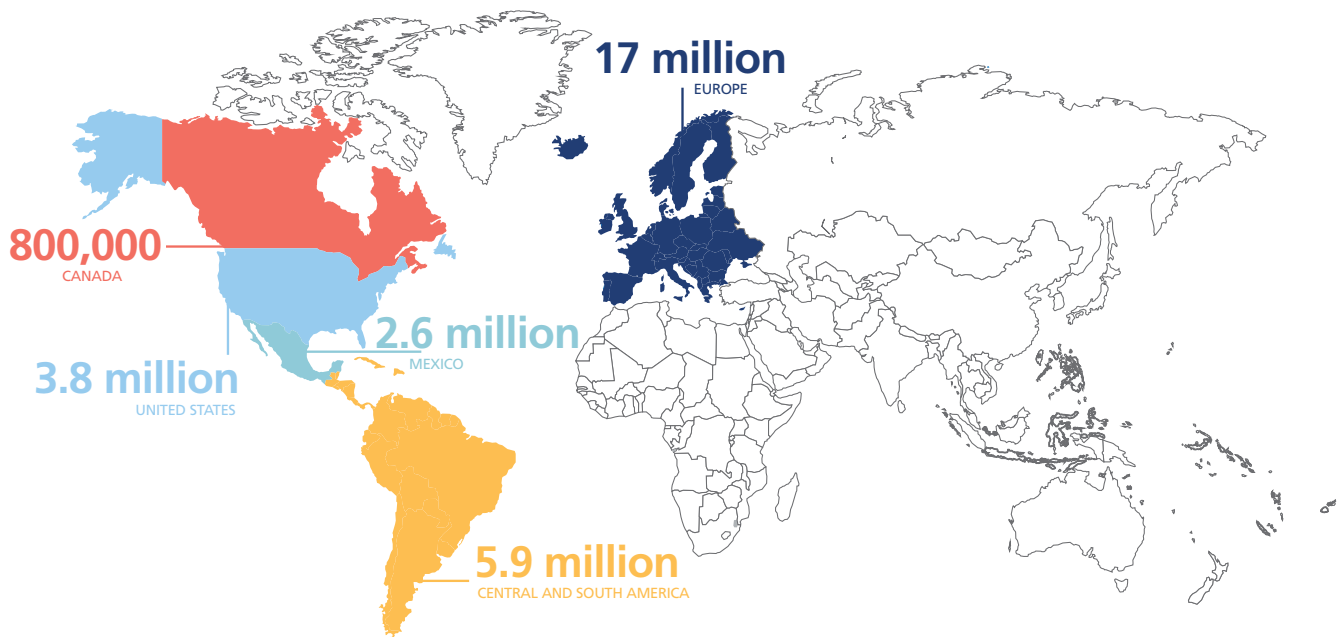 17 million
EUROPE
800,000
CANADA
2.6 million
MEXICO
3.8 million
UNITED STATES
5.9 million
CENTRAL AND SOUTH AMERICA